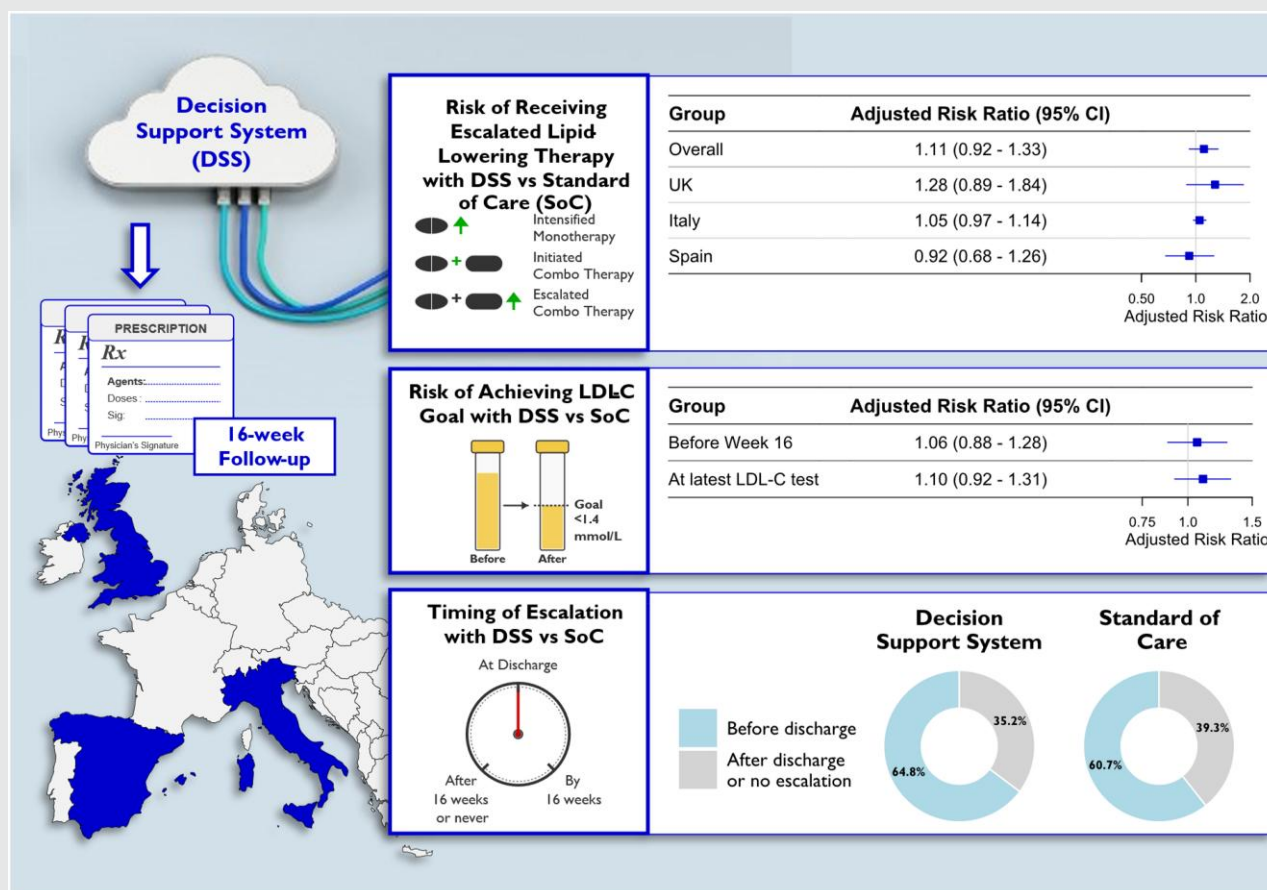 Decision
Support System
(DSS)
PRESCRIPTION
Rx
Agents:
Doses :
Sig:
Physician's Signature
16-week
Follow-up
Risk of Receiving
Escalated Lipid-
Lowering Therapy
with DSS vs Standard
of Care (SoC)
Intensified
Monotherapy
+
Initiated
Combo Therapy
+
Escalated
Combo Therapy
Group Adjusted Risk Ratio (95% CI)
Overall 1.11 (0.92 - 1.33)
UK 1.28 (0.89 - 1.84)
Italy 1.05 (0.97 - 1.14)
Spain 0.92 (0.68 - 1.26)
0.50 1.0 2.0
Adjusted Risk Ratio
Risk of Achieving LDL-C
Goal with DSS vs SoC
Goal
<1.4
mmol/L
Before After
Group Adjusted Risk Ratio (95% CI)
Before Week 16 1.06 (0.88 - 1.28)
At latest LDL-C test 1.10 (0.92 - 1.31)
0.75 1.0 1.5
Adjusted Risk Ratio
Timing of Escalation
with DSS vs SoC
At Discharge
After
16 weeks
or never
By
16 weeks
Before discharge
After discharge
or no escalation
Decision
Support System
35.2%
64.8%
Standard of
Care
39.3%
60.7%